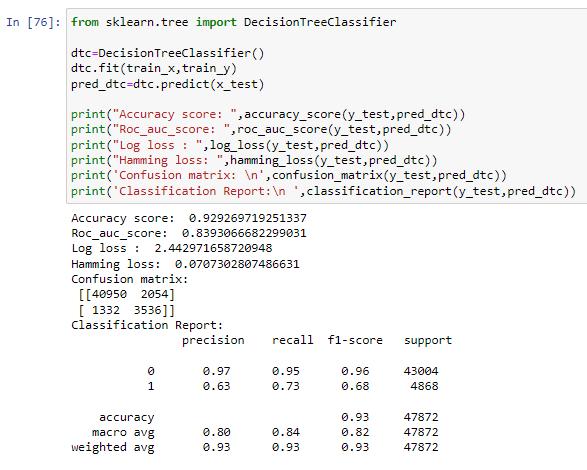 In [76]: from sklearn.tree import DecisionTreeClassifier
dtc=DecisionTreeClassifier()
dtc.fit(train_x,train_y)
pred_dtc=dtc.predict(x_test)
print("Accuracy score: ",accuracy_score(y_test,pred_dtc))
print("Roc_auc_score: ",roc_auc_score(y_test,pred_dtc))
print("Log loss : ",log_loss(y_test,pred_dtc))
print("Hamming loss: ",hamming_loss(y_test,pred_dtc))
print('Confusion matrix: \n',confusion_matrix(y_test,pred_dtc))
print('Classification Report:\n ',classification_report(y_test,pred_dtc))
Accuracy score:  0.929269719251337
Roc_auc_score:  0.8393066682299031
Log loss :  2.442971658720948
Hamming loss:  0.0707302807486631
Confusion matrix:
[[40950  2054]
[ 1332  3536]]
Classification Report:
precision    recall  f1-score   support
0       0.97      0.95      0.96     43004
1       0.63      0.73      0.68      4868
accuracy                           0.93     47872
macro avg       0.80      0.84      0.82     47872
weighted avg       0.93      0.93      0.93     47872